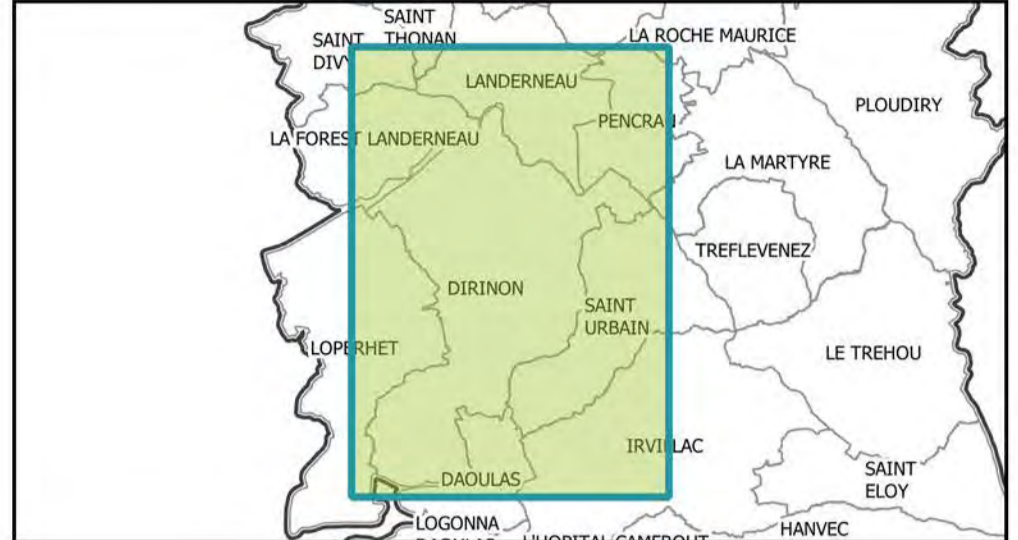 SAINT
THONAN
LA ROCHE MAURICE
SAINT
LANDERNEAU
PLOUDIRY
PENCRAN
LA FOREST LANDERNEAU
LA MARTYRE
TREFLEVENEZ
DIRINON
SAINT
URBAIN
LOPERHET
LE TREHOU
IRVILLAC
SAINT
ELOY
DAOULAS
LOGONNA
HANVEC